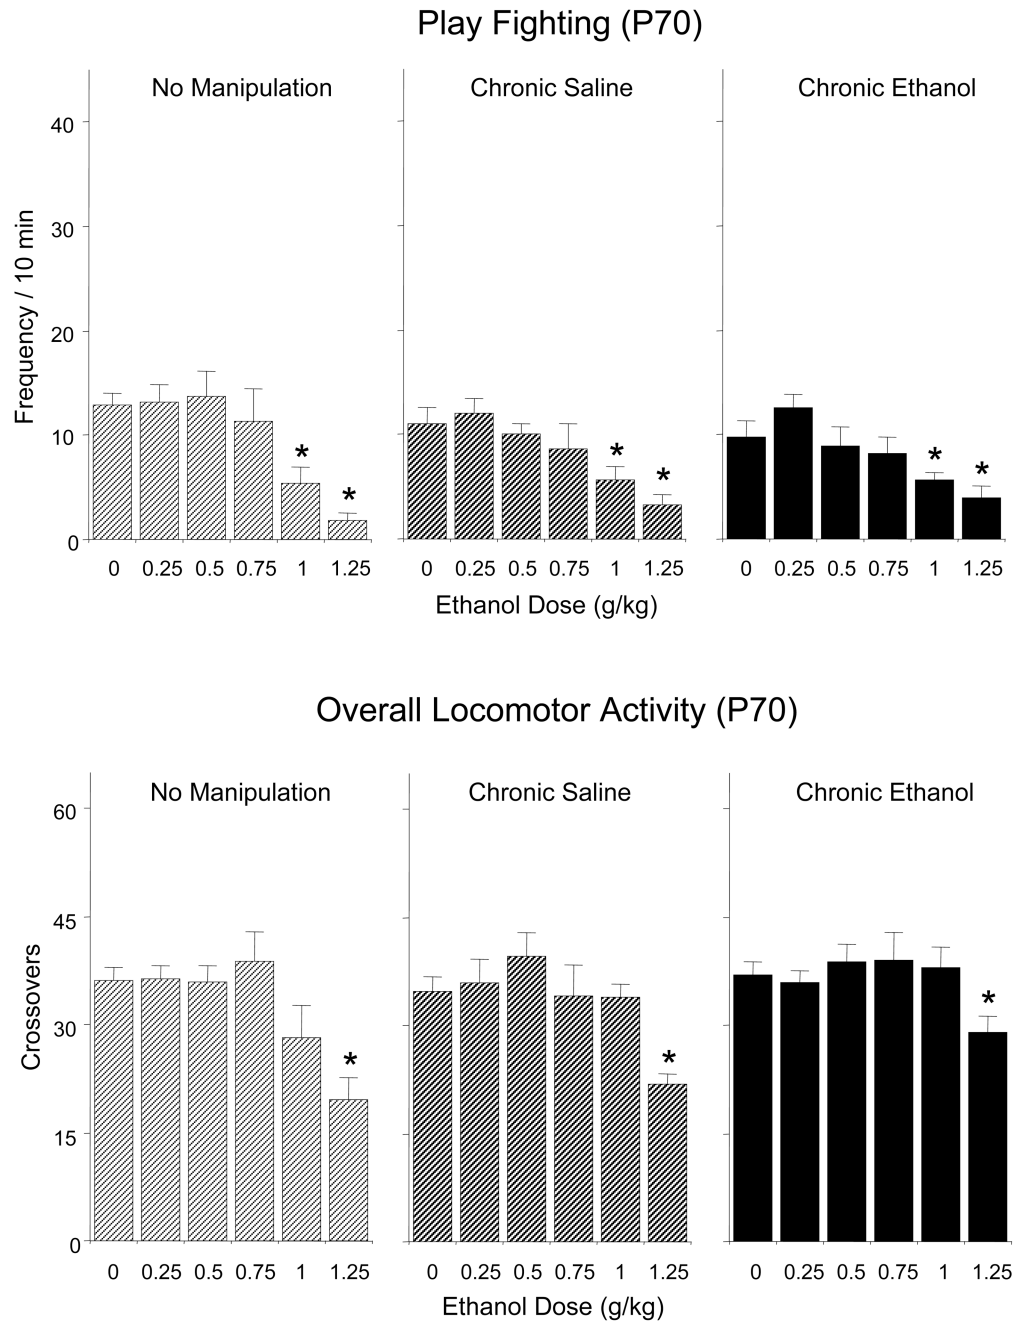 Play Fighting (P70)
No Manipulation Chronic Saline Chronic Ethanol
40
30
20
10
0
Frequency / 10 min
* * * * * *
0 0.25 0.5 0.75 1 1.25 0 0.25 0.5 0.75 1 1.25 0 0.25 0.5 0.75 1 1.25
Ethanol Dose (g/kg)
Overall Locomotor Activity (P70)
No Manipulation Chronic Saline Chronic Ethanol
60
45
30
15
0
Crossovers
* * *
0 0.25 0.5 0.75 1 1.25 0 0.25 0.5 0.75 1 1.25 0 0.25 0.5 0.75 1 1.25
Ethanol Dose (g/kg)